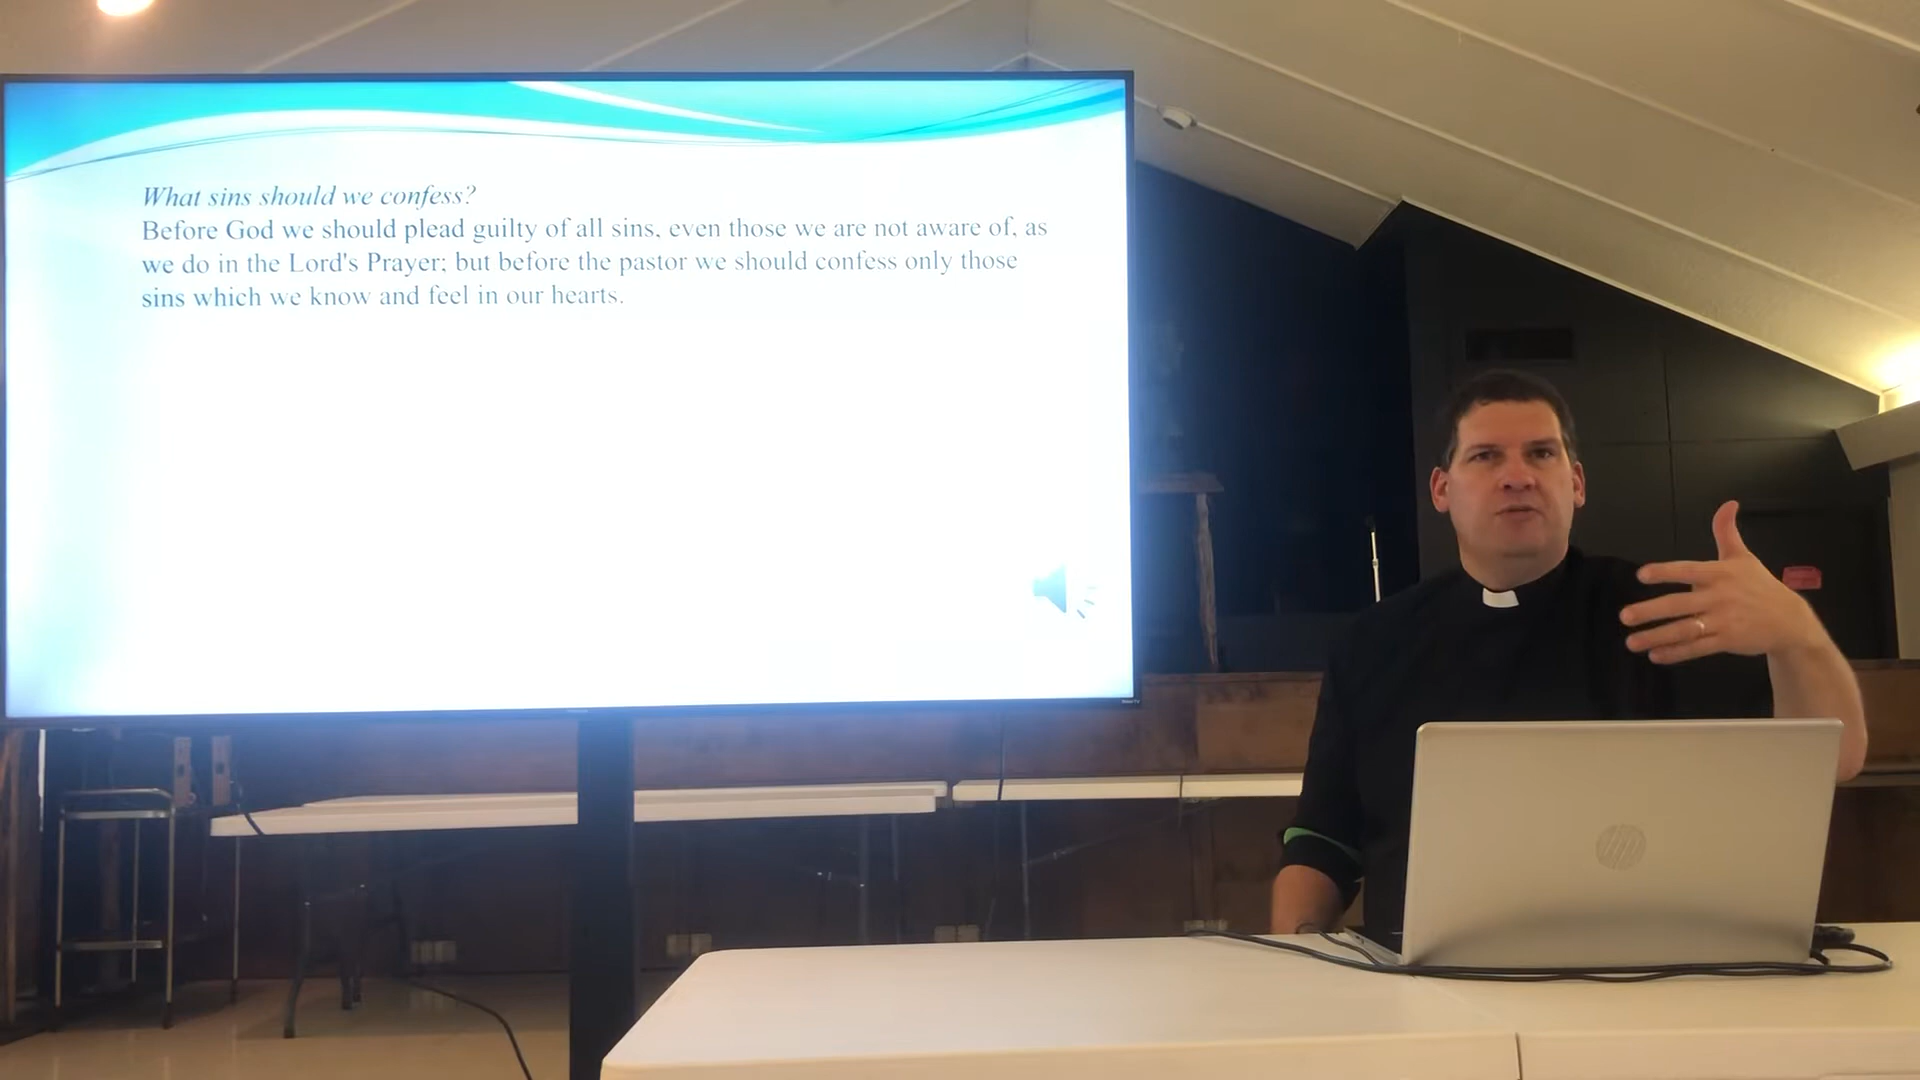 What sins should we confess?
Before God we should plead guilty of all sins, even those we are not aware of, as
we do in the Lord's Prayer; but before the pastor we should confess only those
sins which we know and feel in our hearts.
hp